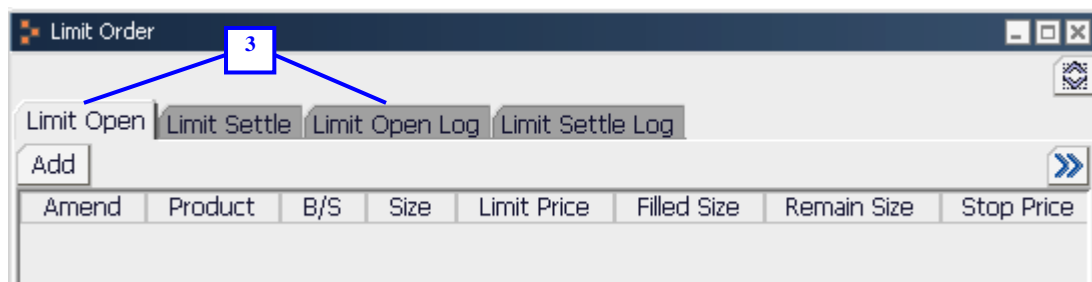 Limit Order
3
Limit Open Limit Settle Limit Open Log Limit Settle Log
Add
Amend Product B/S Size Limit Price Filled Size Remain Size Stop Price